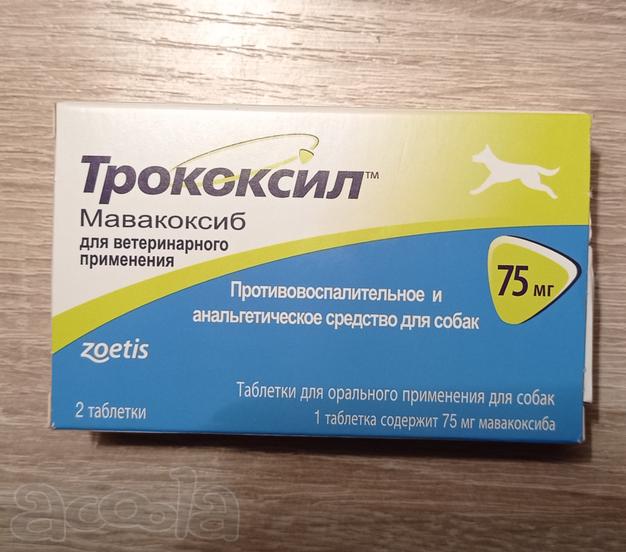 Трококсил™
Мавакоксиб
для ветеринарного
применения
75 мг
Противовоспалительное и
анальгетическое средство для собак
zoetis
Таблетки для орального применения для собак
2 таблетки
1 таблетка содержит 75 мг мавакоксиба
acoola